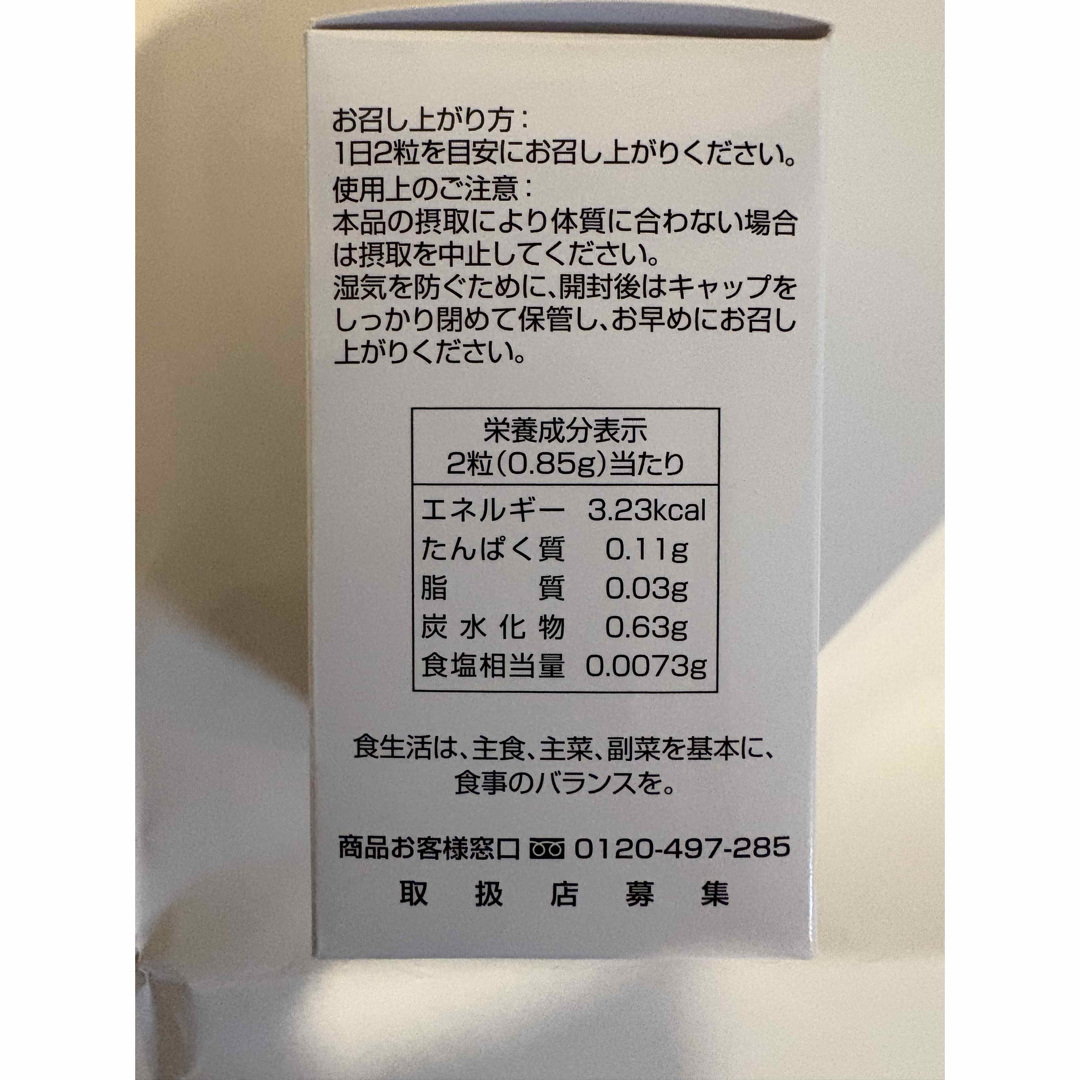 お召し上がり方：
1日2粒を目安にお召し上がりください。
使用上のご注意：
本品の摂取により体質に合わない場合
は摂取を中止してください。
湿気を防ぐために、開封後はキャップを
しっかり閉めて保管し、お早めにお召し
上がりください。
栄養成分表示
2粒(0.85g)当たり
エネルギー 3.23kcal
たんぱく質 0.11g
脂質 0.03g
炭水化物 0.63g
食塩相当量 0.0073g
食生活は、主食、主菜、副菜を基本に、
食事のバランスを。
商品お客様窓口 0120-497-285
取扱店募集